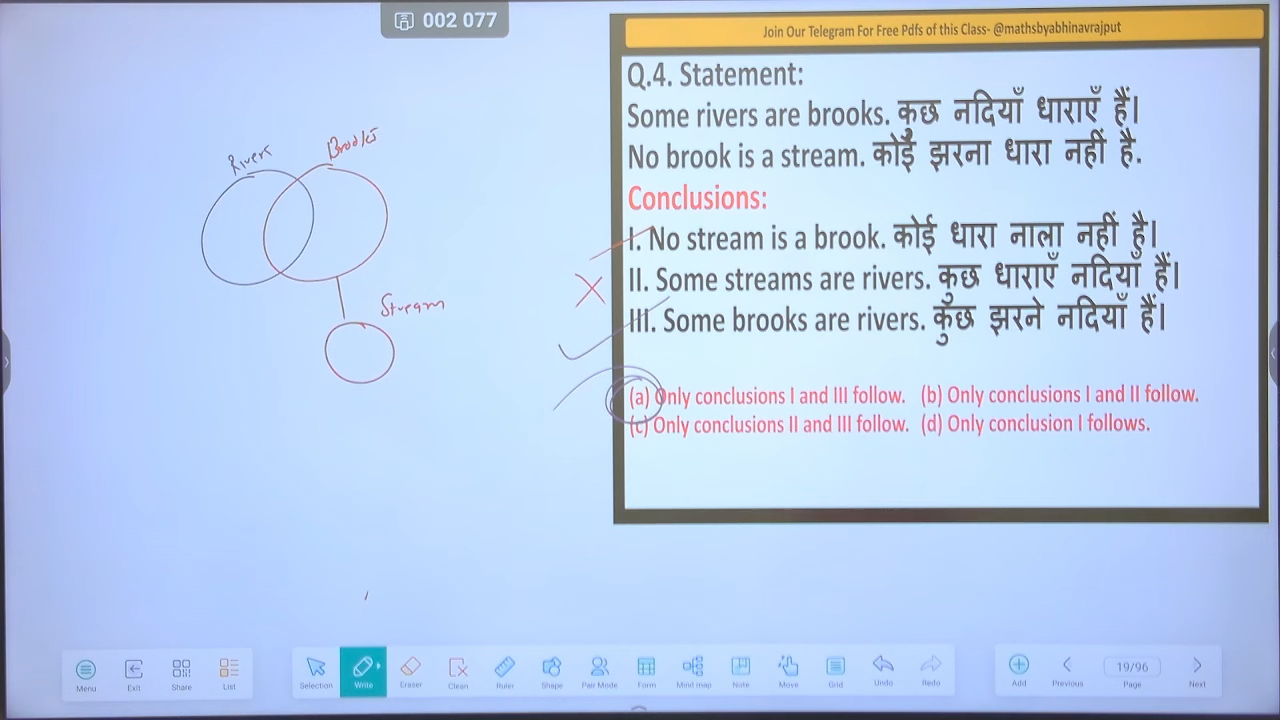 002 077
Join Our Telegram For Free Pdfs of this Class- @mathsbyabhinavrajput
Q.4. Statement:
Some rivers are brooks. कुछ नदियाँ धाराएँ हैं।
No brook is a stream. कोई झरना धारा नहीं है.
Conclusions:
I. No stream is a brook. कोई धारा नाला नहीं है।
II. Some streams are rivers. कुछ धाराएँ नदियाँ हैं।
III. Some brooks are rivers. कुछ झरने नदियाँ हैं।
(a) Only conclusions I and III follow. (b) Only conclusions I and II follow.
(c) Only conclusions II and III follow. (d) Only conclusion I follows.
Rivers
Brooks
Stream
Menu Exit Share List Selection Write Eraser Clean Ruler Shape Pair Mode Form Mind map Note Move Grid Undo Redo Add Previous 19/96 Page Next